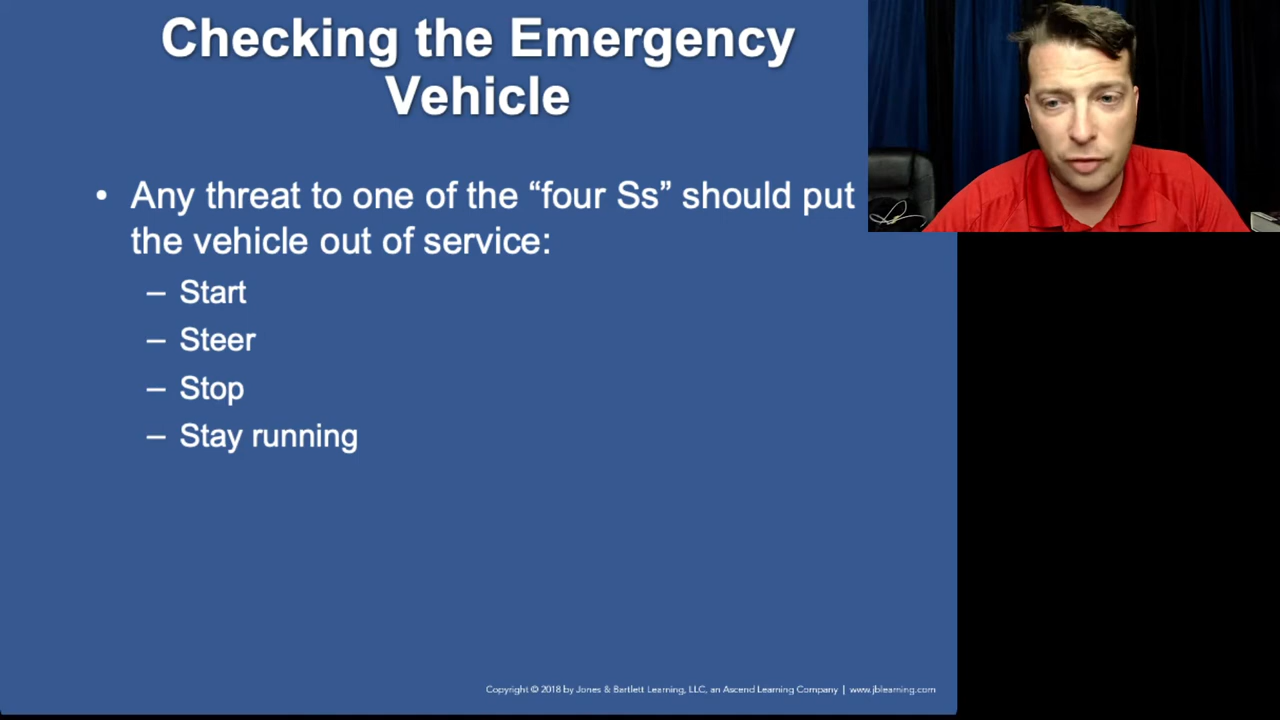 Checking the Emergency
Vehicle
• Any threat to one of the “four Ss” should put
the vehicle out of service:
– Start
– Steer
– Stop
– Stay running
Copyright © 2018 by Jones & Bartlett Learning, LLC, an Ascend Learning Company | www.jblearning.com